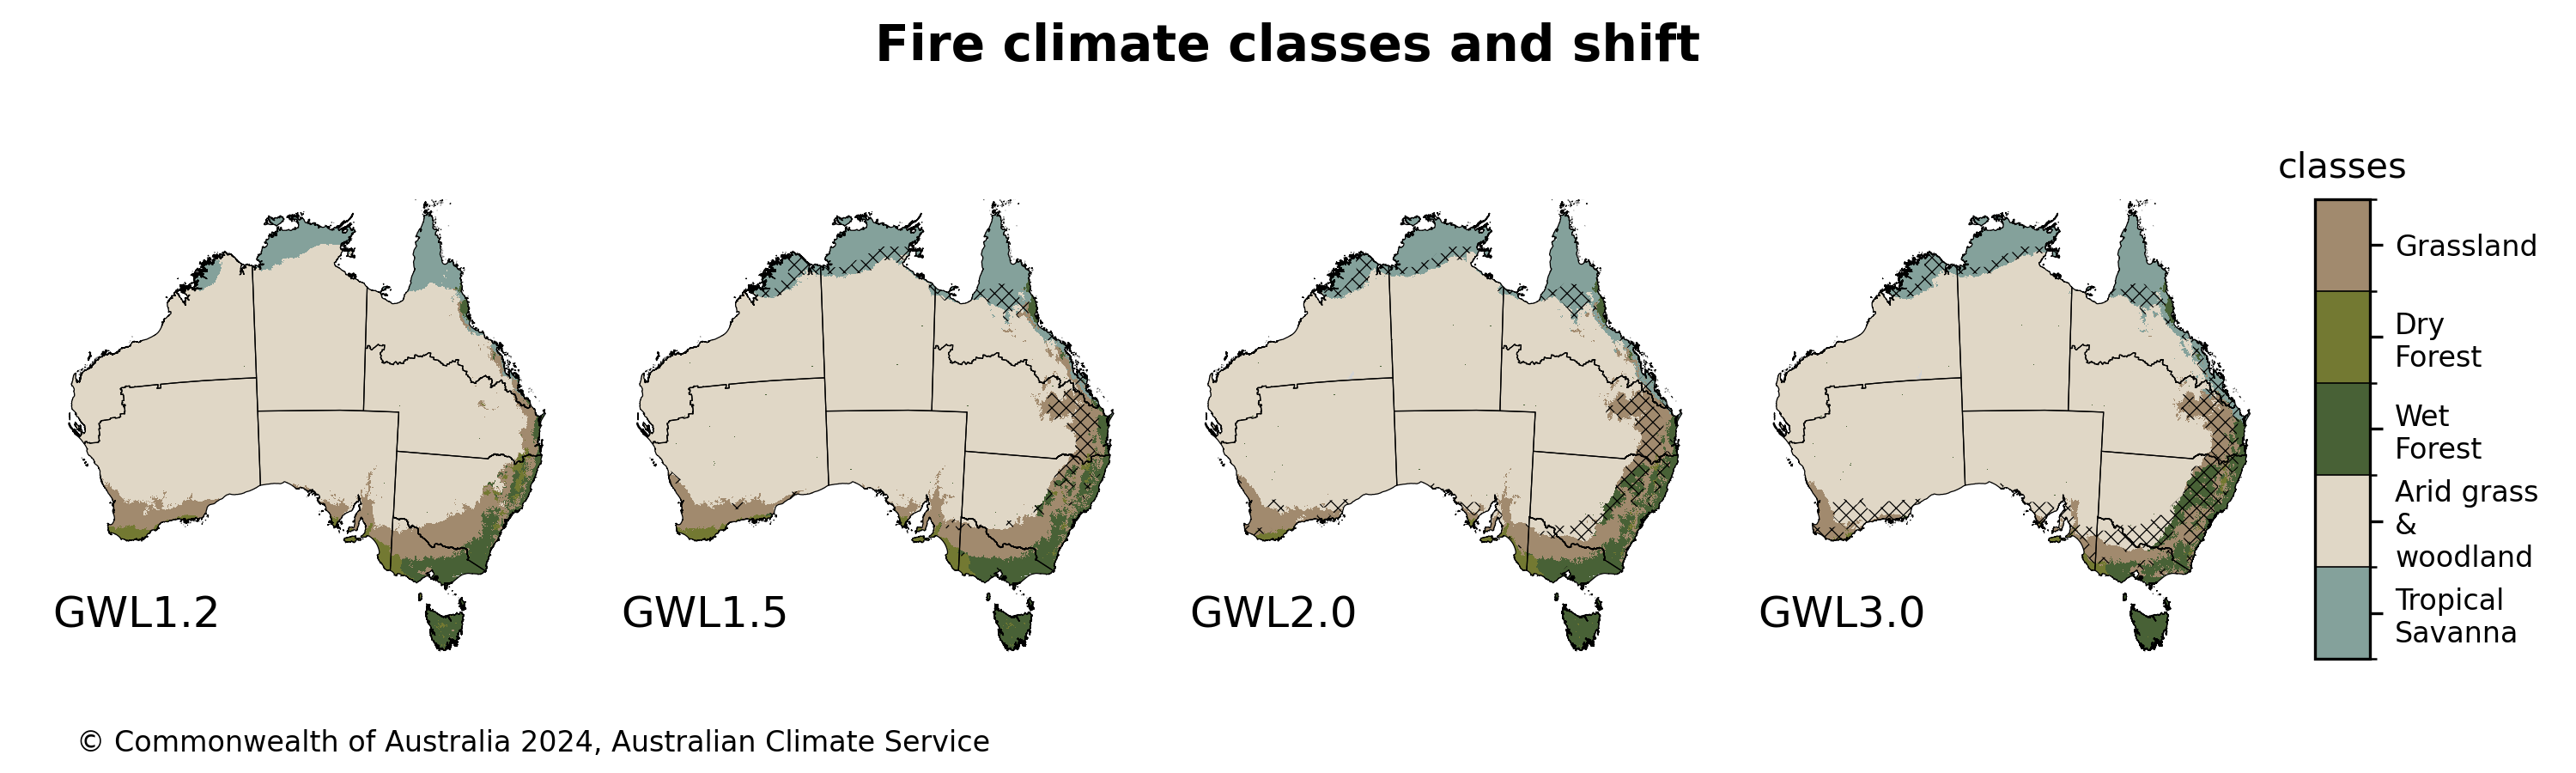 Fire climate classes and shift
classes
Grassland
Dry
Forest
Wet
Forest
Arid grass
&
woodland
Tropical
Savanna
GWL1.2
GWL1.5
GWL2.0
GWL3.0
© Commonwealth of Australia 2024, Australian Climate Service